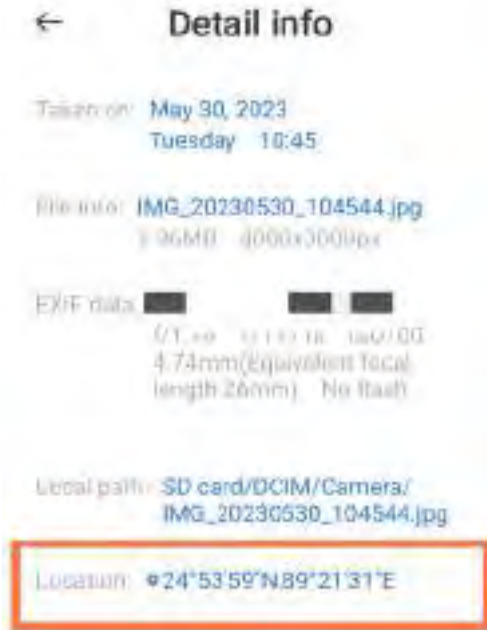 Detail info
Taken on: May 30, 2023
Tuesday 10:45
File info: IMG_20230530_104544.jpg
4000x3000px
EXIF data
4.74mm(Equivalent focal
length 26mm) No flash
Local path: SD card/DCIM/Camera/
IMG_20230530_104544.jpg
Location: 24°53'59"N,89°21'31"E